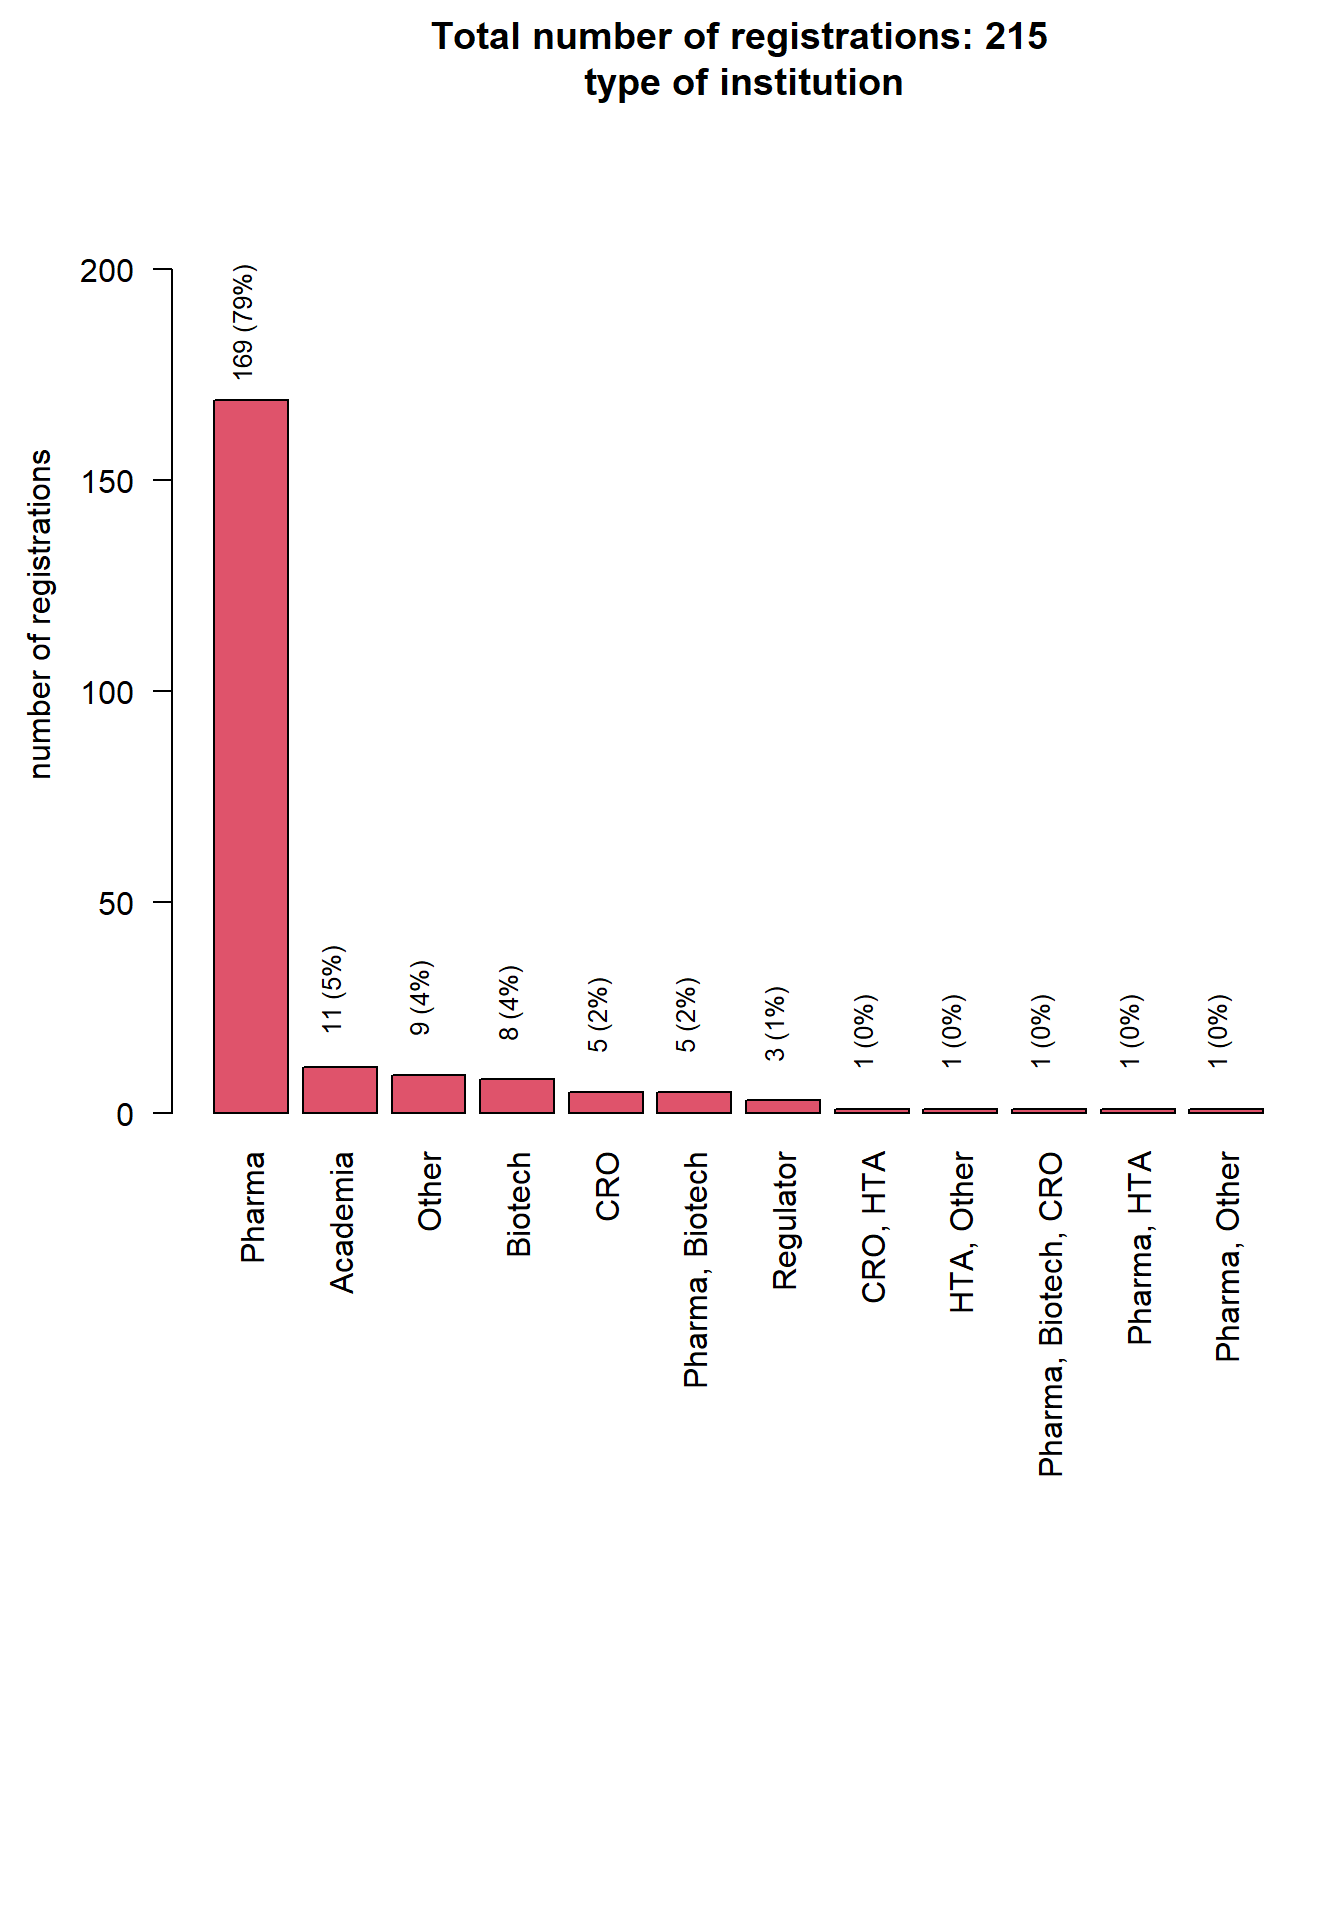 Total number of registrations: 215
type of institution
number of registrations
200
150
100
50
0
169 (79%)
11 (5%)
9 (4%)
8 (4%)
5 (2%)
5 (2%)
3 (1%)
1 (0%)
1 (0%)
1 (0%)
1 (0%)
1 (0%)
Pharma
Academia
Other
Biotech
CRO
Pharma, Biotech
Regulator
CRO, HTA
HTA, Other
Pharma, Biotech, CRO
Pharma, HTA
Pharma, Other